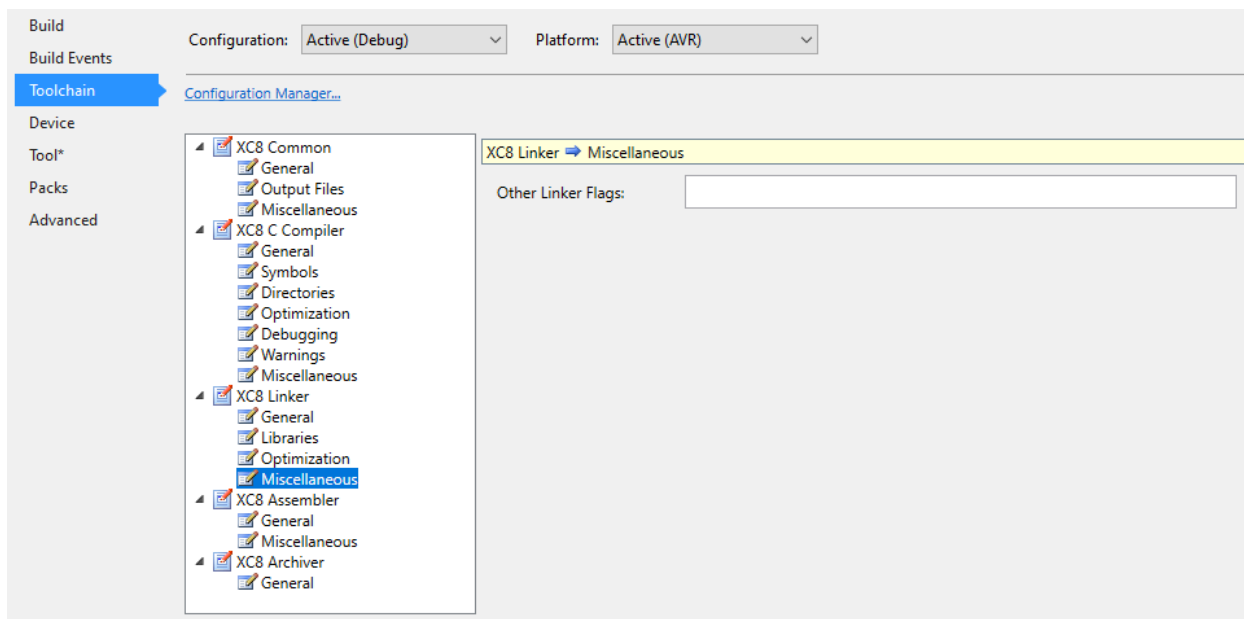 Build
Build Events
Toolchain
Device
Tool*
Packs
Advanced
Configuration: Active (Debug) Platform: Active (AVR)
Configuration Manager...
XC8 Common
General
Output Files
Miscellaneous
XC8 C Compiler
General
Symbols
Directories
Optimization
Debugging
Warnings
Miscellaneous
XC8 Linker
General
Libraries
Optimization
Miscellaneous
XC8 Assembler
General
Miscellaneous
XC8 Archiver
General
XC8 Linker ➡ Miscellaneous
Other Linker Flags: